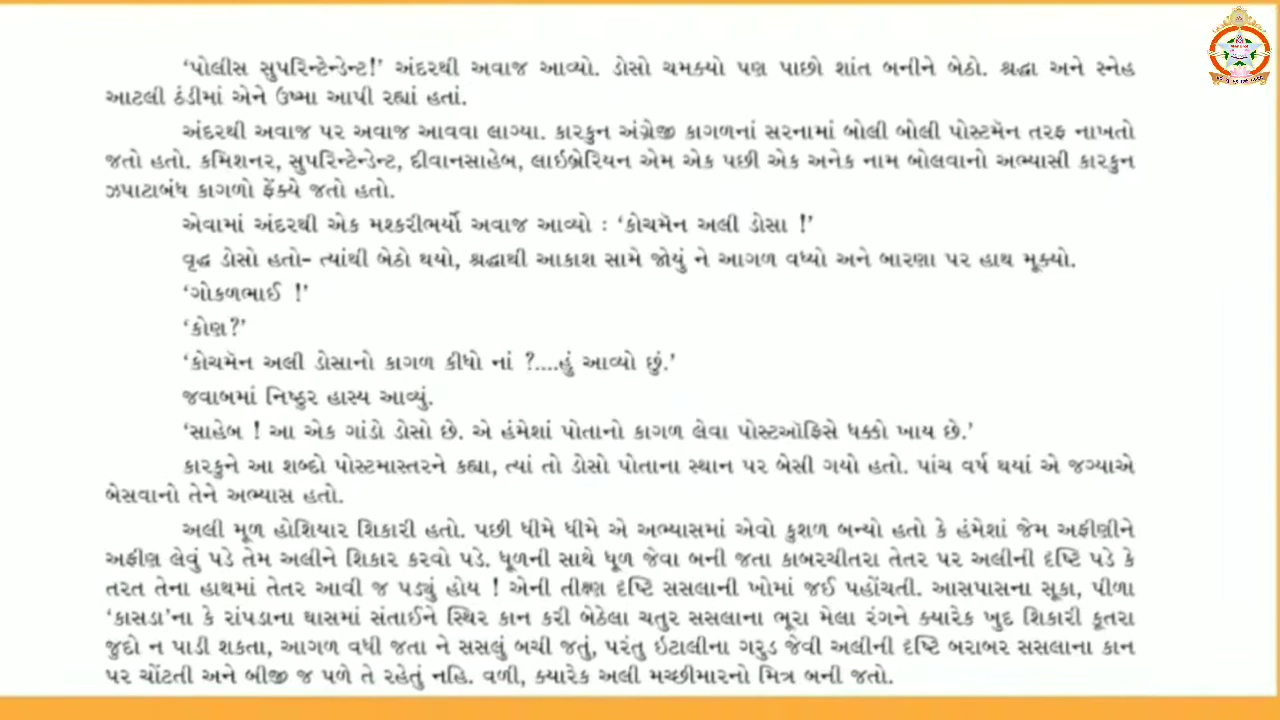 ‘પોલીસ સુપરિન્ટેન્ડેન્ટ!’ અંદરથી અવાજ આવ્યો. ડોસો ચમક્યો પણ પાછો શાંત બનીને બેઠો. શ્રદ્ધા અને સ્નેહ
આટલી ઠંડીમાં એને ઉષ્મા આપી રહ્યાં હતાં.
અંદરથી અવાજ પર અવાજ આવવા લાગ્યા. કારકુન અંગ્રેજી કાગળનાં સરનામાં બોલી બોલી પોસ્ટમૅન તરફ નાખતો
જતો હતો. કમિશનર, સુપરિન્ટેન્ડેન્ટ, દીવાનસાહેબ, લાઇબ્રેરિયન એમ એક પછી એક અનેક નામ બોલવાનો અભ્યાસી કારકુન
ઝપાટાબંધ કાગળો ફેંક્યે જતો હતો.
એવામાં અંદરથી એક મશ્કરીભર્યો અવાજ આવ્યો : ‘કોચમૅન અલી ડોસા !’
વૃદ્ધ ડોસો હતો- ત્યાંથી બેઠો થયો, શ્રદ્ધાથી આકાશ સામે જોયું ને આગળ વધ્યો અને બારણા પર હાથ મૂક્યો.
‘ગોકળભાઈ !’
‘કોણ?’
‘કોચમૅન અલી ડોસાનો કાગળ કીધો નાં ?....હું આવ્યો છું.’
જવાબમાં નિષ્ઠુર હાસ્ય આવ્યું.
‘સાહેબ ! આ એક ગાંડો ડોસો છે. એ હંમેશાં પોતાનો કાગળ લેવા પોસ્ટઑફિસે ધક્કો ખાય છે.’
કારકુને આ શબ્દો પોસ્ટમાસ્તરને કહ્યા, ત્યાં તો ડોસો પોતાના સ્થાન પર બેસી ગયો હતો. પાંચ વર્ષ થયાં એ જગ્યાએ
બેસવાનો તેને અભ્યાસ હતો.
અલી મૂળ હોશિયાર શિકારી હતો. પછી ધીમે ધીમે એ અભ્યાસમાં એવો કુશળ બન્યો હતો કે હંમેશાં જેમ અફીણીને
અફીણ લેવું પડે તેમ અલીને શિકાર કરવો પડે. ધૂળની સાથે ધૂળ જેવા બની જતા કાબરચીતરા તેતર પર અલીની દૃષ્ટિ પડે કે
તરત તેના હાથમાં તેતર આવી જ પડ્યું હોય ! એની તીક્ષ્ણ દૃષ્ટિ સસલાની ખોમાં જઈ પહોંચતી. આસપાસના સૂકા, પીળા
‘કાસડા’ના કે રાંપડાના ઘાસમાં સંતાઈને સ્થિર કાન કરી બેઠેલા ચતુર સસલાના ભૂરા મેલા રંગને ક્યારેક ખુદ શિકારી કૂતરા
જુદો ન પાડી શકતા, આગળ વધી જતા ને સસલું બચી જતું, પરંતુ ઇટાલીના ગરુડ જેવી અલીની દૃષ્ટિ બરાબર સસલાના કાન
પર ચોંટતી અને બીજી જ પળે તે રહેતું નહિ. વળી, ક્યારેક અલી મચ્છીમારનો મિત્ર બની જતો.